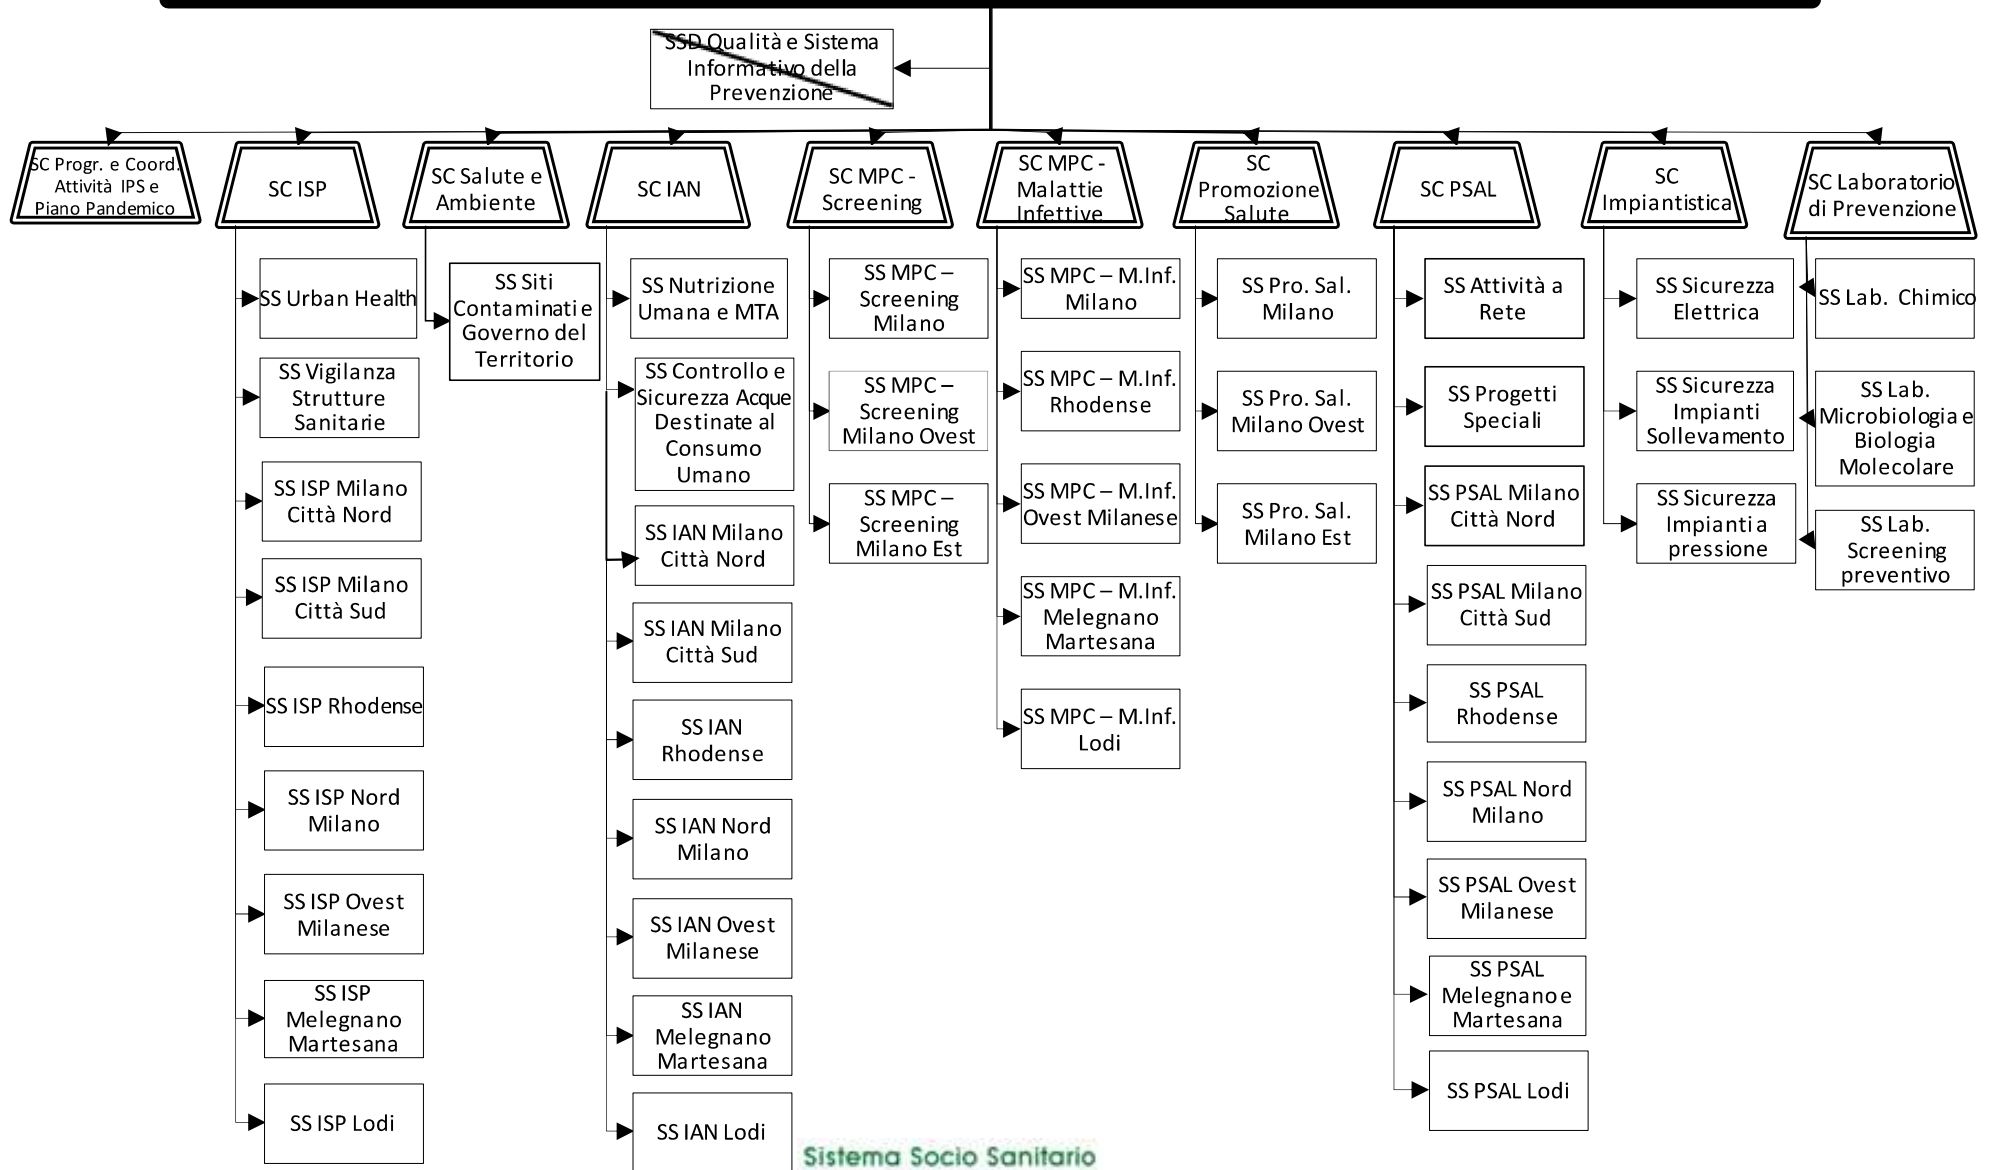 SSD Qualità e Sistema
Informativo della
Prevenzione
SC Progr. e Coord.
Attività IPS e
Piano Pandemico
SC ISP
SC Salute e
Ambiente
SC IAN
SC MPC -
Screening
SC MPC -
Malattie
Infettive
SC
Promozione
Salute
SC PSAL
SC
Impiantistica
SC Laboratorio
di Prevenzione
SS Urban Health
SS Vigilanza
Strutture
Sanitarie
SS ISP Milano
Città Nord
SS ISP Milano
Città Sud
SS ISP Rhodense
SS ISP Nord
Milano
SS ISP Ovest
Milanese
SS ISP
Melegnano
Martesana
SS ISP Lodi
SS Siti
Contaminati e
Governo del
Territorio
SS Nutrizione
Umana e MTA
SS Controllo e
Sicurezza Acque
Destinate al
Consumo
Umano
SS IAN Milano
Città Nord
SS IAN Milano
Città Sud
SS IAN
Rhodense
SS IAN Nord
Milano
SS IAN Ovest
Milanese
SS IAN
Melegnano
Martesana
SS IAN Lodi
SS MPC –
Screening
Milano
SS MPC –
Screening
Milano Ovest
SS MPC –
Screening
Milano Est
SS MPC – M.Inf.
Milano
SS MPC – M.Inf.
Rhodense
SS MPC – M.Inf.
Ovest Milanese
SS MPC – M.Inf.
Melegnano
Martesana
SS MPC – M.Inf.
Lodi
SS Pro. Sal.
Milano
SS Pro. Sal.
Milano Ovest
SS Pro. Sal.
Milano Est
SS Attività a
Rete
SS Progetti
Speciali
SS PSAL Milano
Città Nord
SS PSAL Milano
Città Sud
SS PSAL
Rhodense
SS PSAL Nord
Milano
SS PSAL Ovest
Milanese
SS PSAL
Melegnano e
Martesana
SS PSAL Lodi
SS Sicurezza
Elettrica
SS Sicurezza
Impianti
Sollevamento
SS Sicurezza
Impianti a
pressione
SS Lab. Chimico
SS Lab.
Microbiologia e
Biologia
Molecolare
SS Lab.
Screening
preventivo
Sistema Socio Sanitario